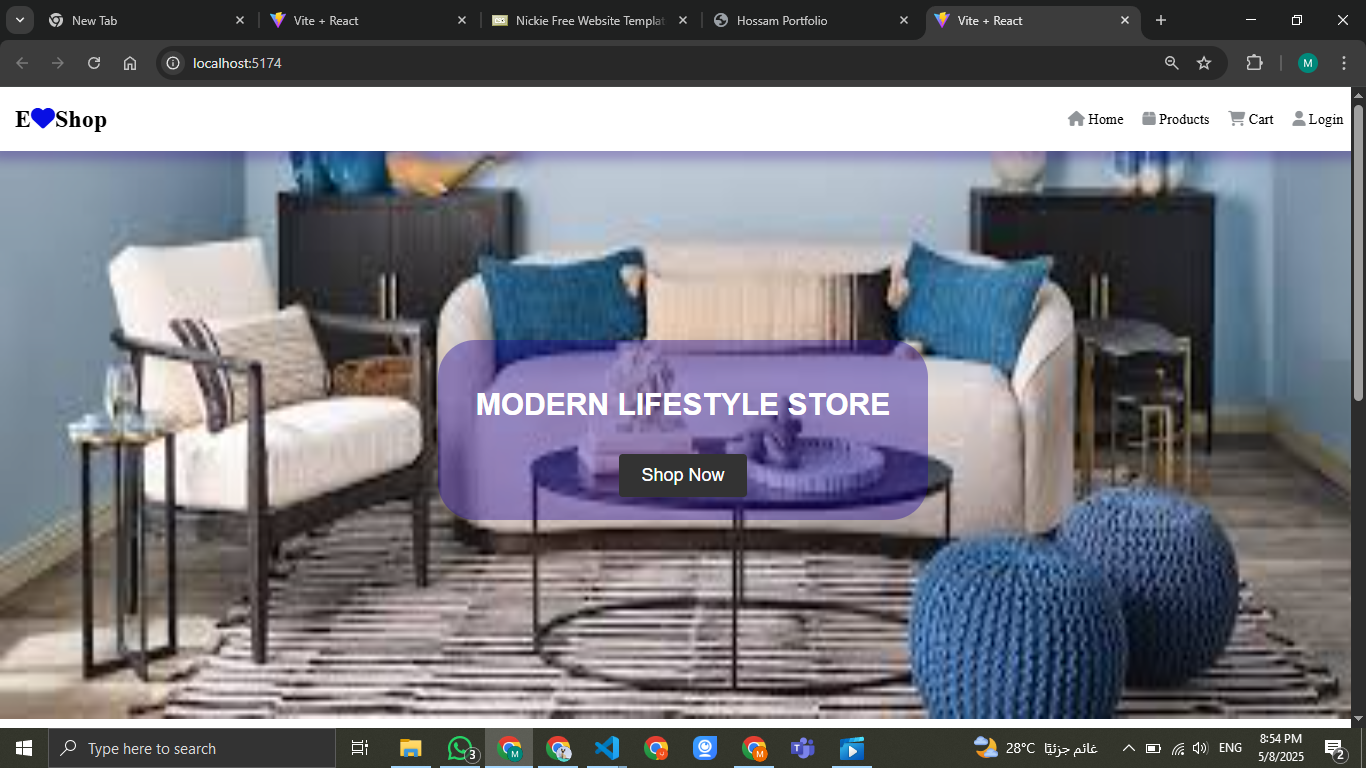 New Tab
Vite + React
Nickie Free Website Templat
Hossam Portfolio
Vite + React
localhost:5174
M
E Shop
Home
Products
Cart
Login
MODERN LIFESTYLE STORE
Shop Now
Type here to search
3
28°C غائم جزئيًا
ENG
8:54 PM
5/8/2025
2